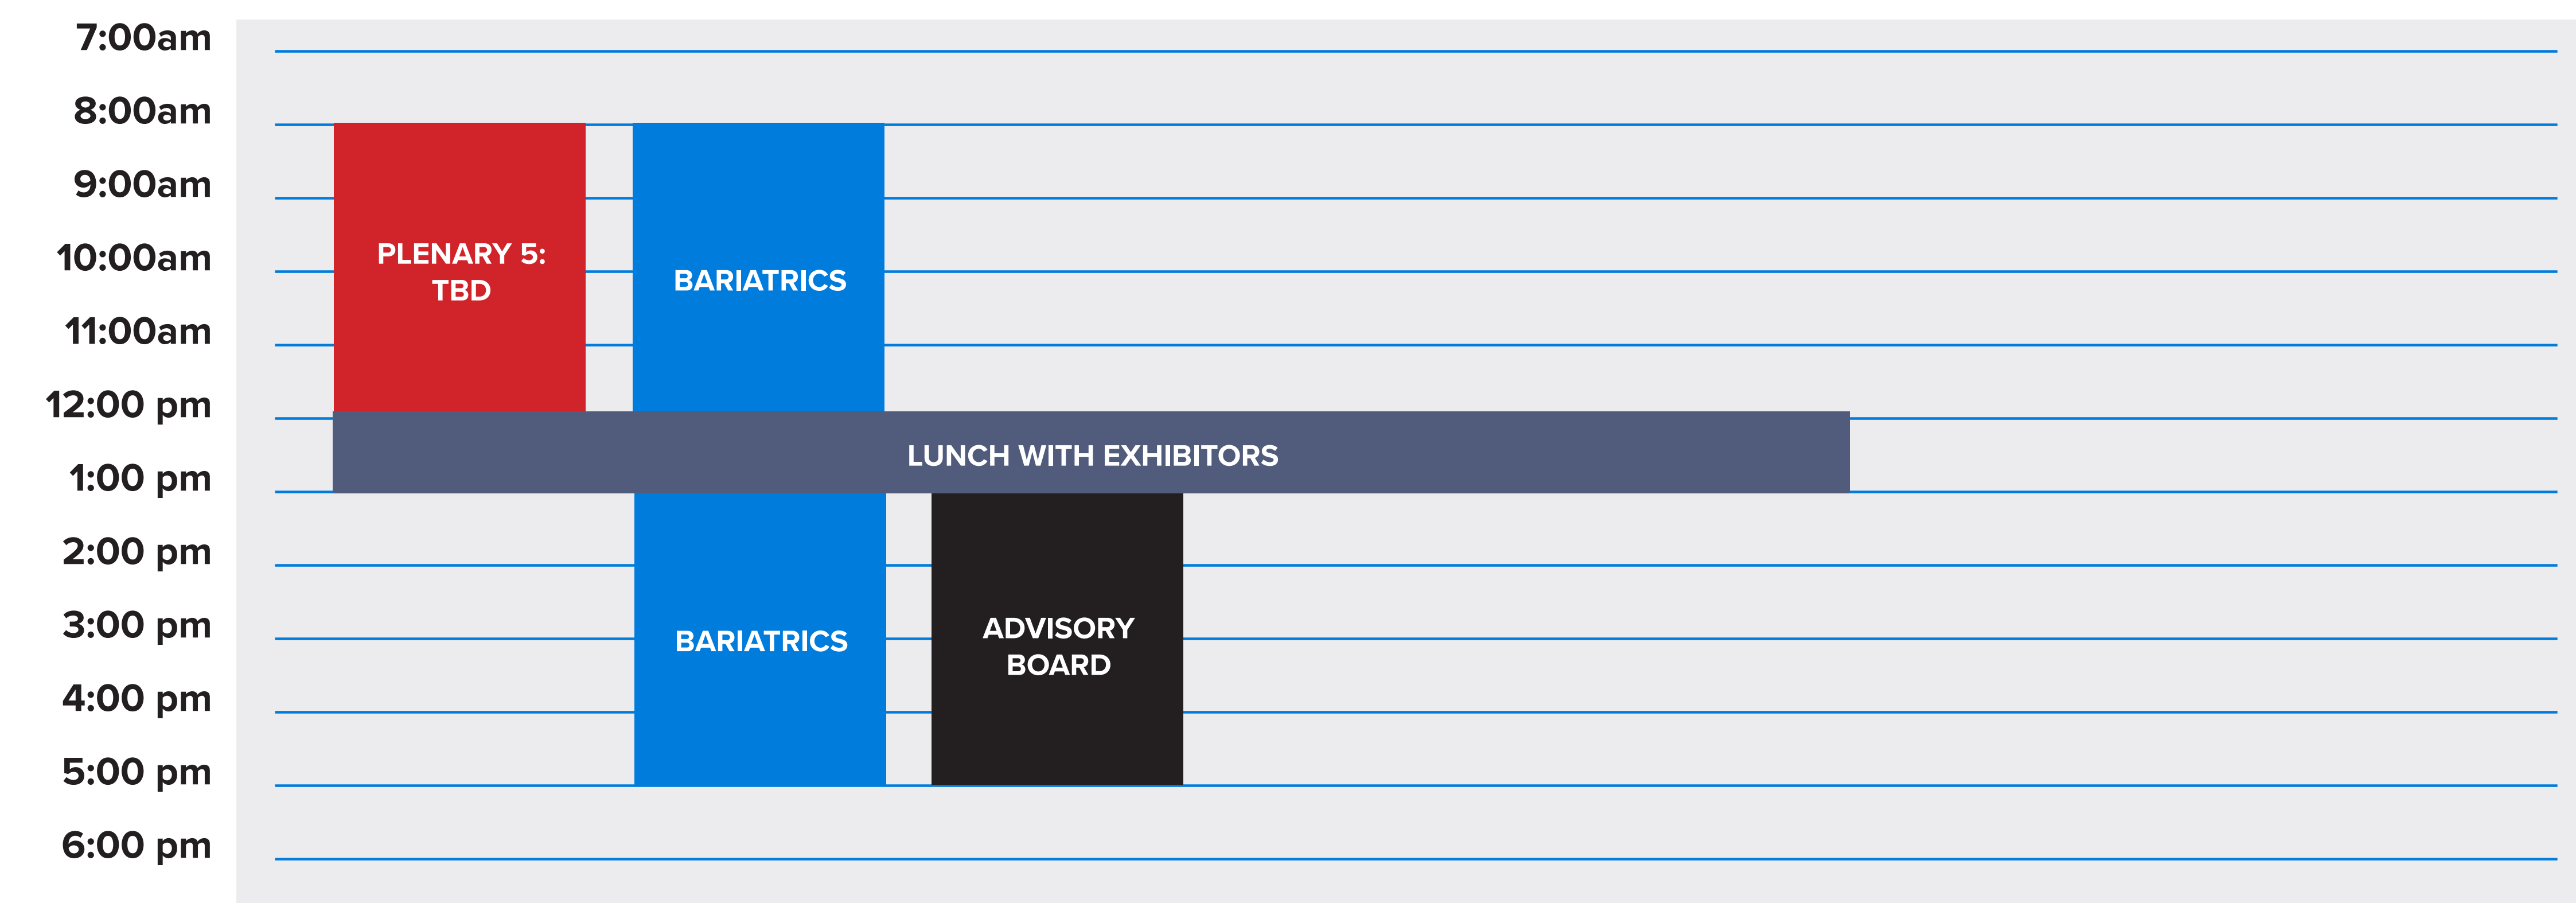 7:00am
8:00am
9:00am
10:00am
11:00am
12:00 pm
1:00 pm
2:00 pm
3:00 pm
4:00 pm
5:00 pm
6:00 pm
PLENARY 5:
TBD
BARIATRICS
LUNCH WITH EXHIBITORS
BARIATRICS
ADVISORY
BOARD